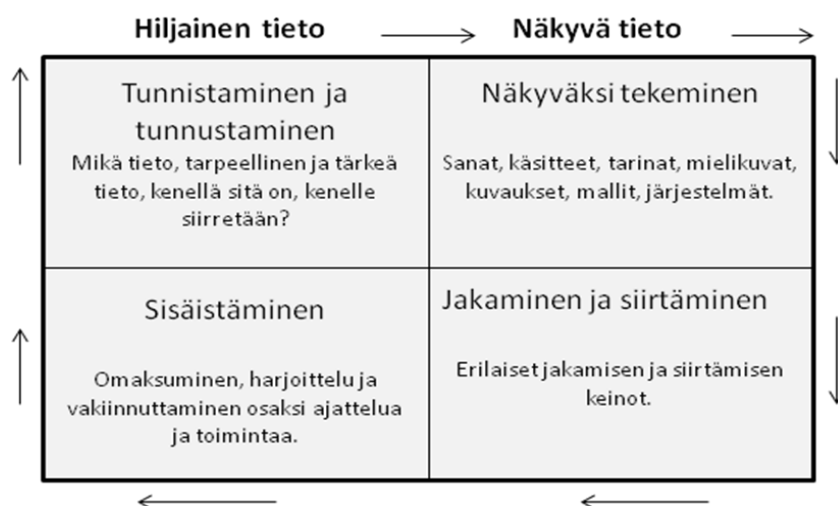 Hiljainen tieto
Näkyvä tieto
Tunnistaminen ja
tunnustaminen
Mikä tieto, tarpeellinen ja tärkeä
tieto, kenellä sitä on, kenelle
siirretään?
Näkyväksi tekeminen
Sanat, käsitteet, tarinat, mielikuvat,
kuvaukset, mallit, järjestelmät.
Sisäistäminen
Omaksuminen, harjoittelu ja
vakiinnuttaminen osaksi ajattelua
ja toimintaa.
Jakaminen ja siirtäminen
Erilaiset jakamisen ja siirtämisen
keinot.